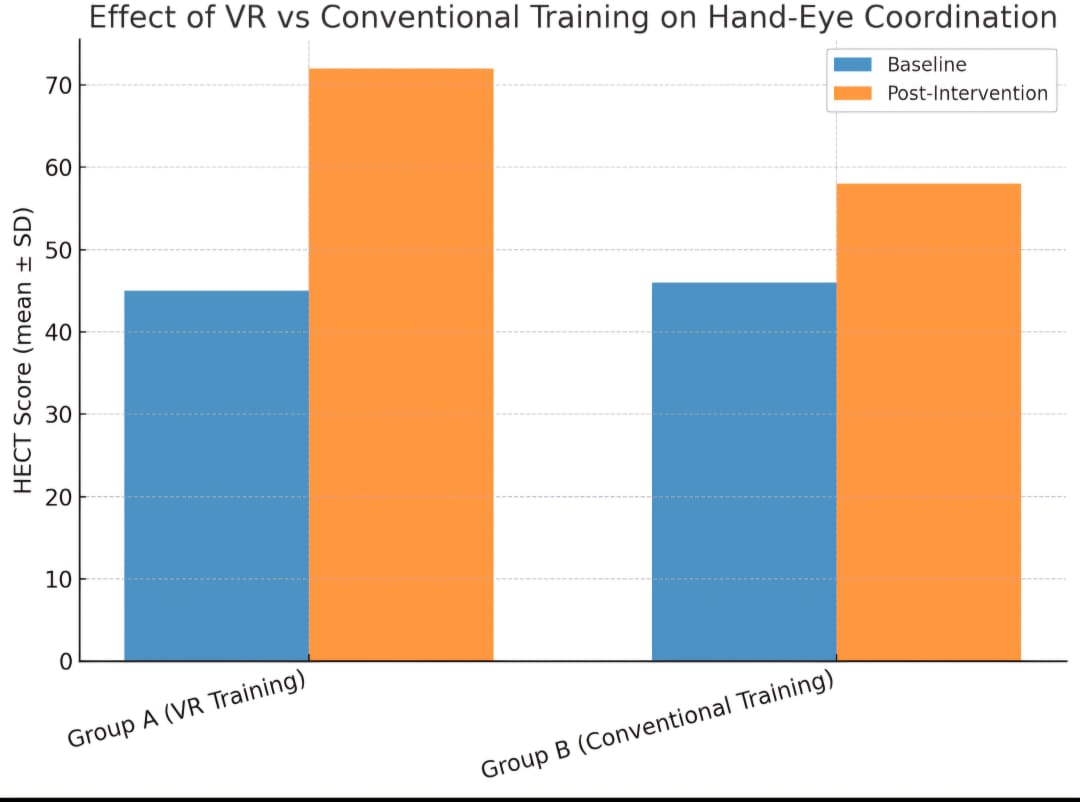 Effect of VR vs Conventional Training on Hand-Eye Coordination
Baseline
Post-Intervention
HECT Score (mean ± SD)
70
60
50
40
30
20
10
0
Group A (VR Training)
Group B (Conventional Training)